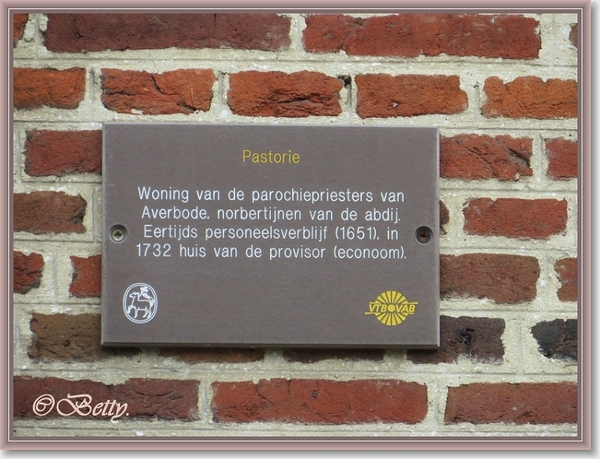 Pastorie
Woning van de parochiepriesters van
Averbode, norbertijnen van de abdij.
Eertijds personeelsverblijf (1651), in
1732 huis van de provisor (econoom).
VTB VAB
© Betty.